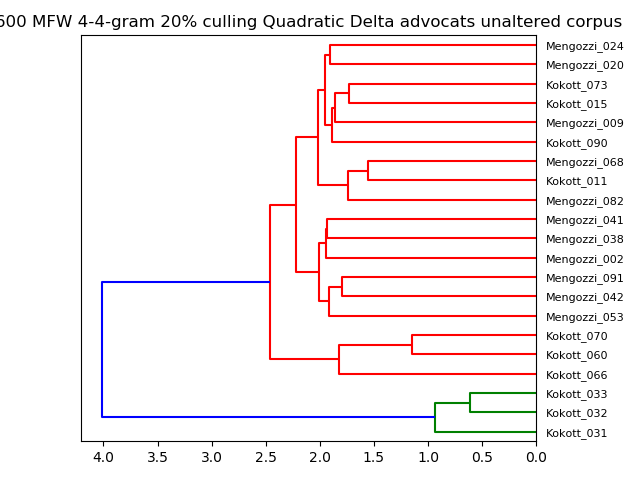 600 MFW 4-4-gram 20% culling Quadratic Delta advocats unaltered corpus
Mengozzi_024
Mengozzi_020
Kokott_073
Kokott_015
Mengozzi_009
Kokott_090
Mengozzi_068
Kokott_011
Mengozzi_082
Mengozzi_041
Mengozzi_038
Mengozzi_002
Mengozzi_091
Mengozzi_042
Mengozzi_053
Kokott_070
Kokott_060
Kokott_066
Kokott_033
Kokott_032
Kokott_031
4.0 3.5 3.0 2.5 2.0 1.5 1.0 0.5 0.0